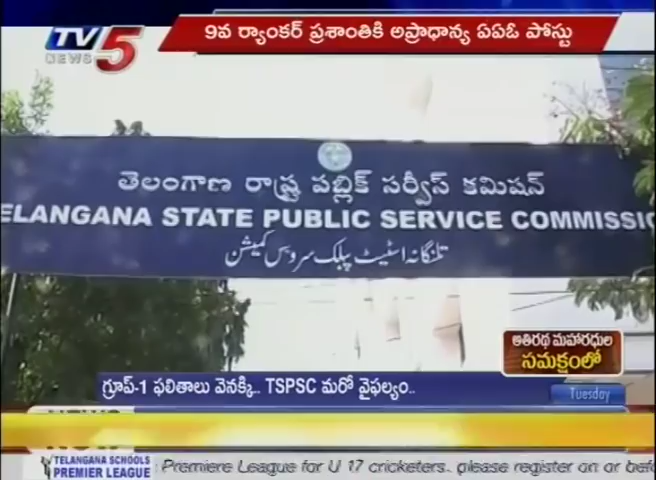 9వ ర్యాంకర్ ప్రశాంతికి అప్రాధాన్య ఏఏఓ పోస్టు
TV5
NEWS
తెలంగాణ రాష్ట్ర పబ్లిక్ సర్వీస్ కమిషన్
ELANGANA STATE PUBLIC SERVICE COMMISSI
تلنگانہ اسٹیٹ پبلک سرویس کمیشن
అతిరథ మహారధుల
సమక్షంలో
గ్రూప్-1 ఫలితాలు వెనక్కి.. TSPSC మరో వైఫల్యం..
Tuesday
TELANGANA SCHOOLS
PREMIER LEAGUE
Premiere League for U 17 cricketers.. please register on or befo